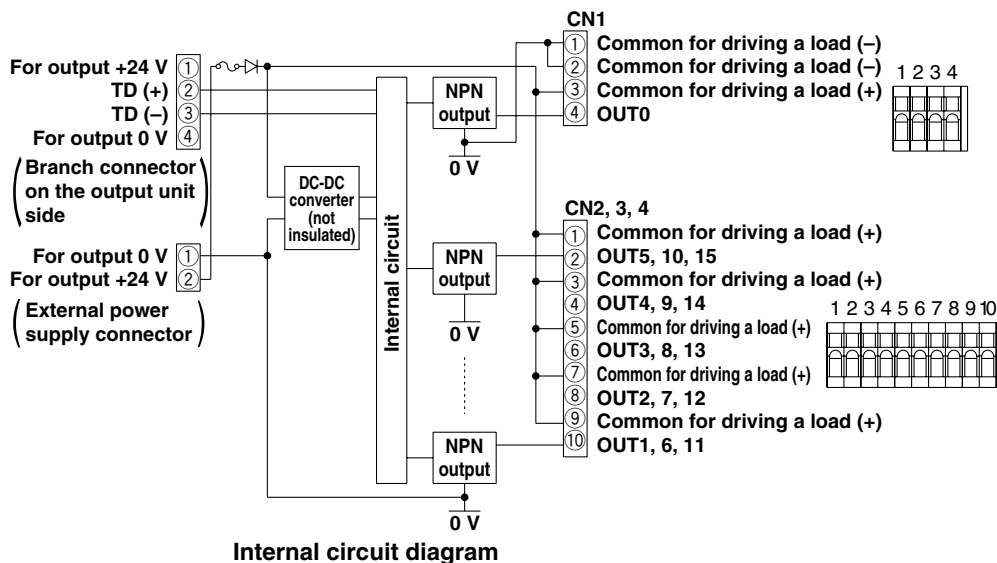 CN1
① Common for driving a load (–)
② Common for driving a load (–)
③ Common for driving a load (+)
④ OUT0
1 2 3 4
For output +24 V ①
TD (+) ②
TD (–) ③
For output 0 V ④
(Branch connector
on the output unit
side)
For output 0 V ①
For output +24 V ②
(External power
supply connector)
DC-DC
converter
(not
insulated)
Internal circuit
NPN
output
0 V
NPN
output
0 V
NPN
output
0 V
CN2, 3, 4
① Common for driving a load (+)
② OUT5, 10, 15
③ Common for driving a load (+)
④ OUT4, 9, 14
⑤ Common for driving a load (+)
⑥ OUT3, 8, 13
⑦ Common for driving a load (+)
⑧ OUT2, 7, 12
⑨ Common for driving a load (+)
⑩ OUT1, 6, 11
1 2 3 4 5 6 7 8 9 10
Internal circuit diagram